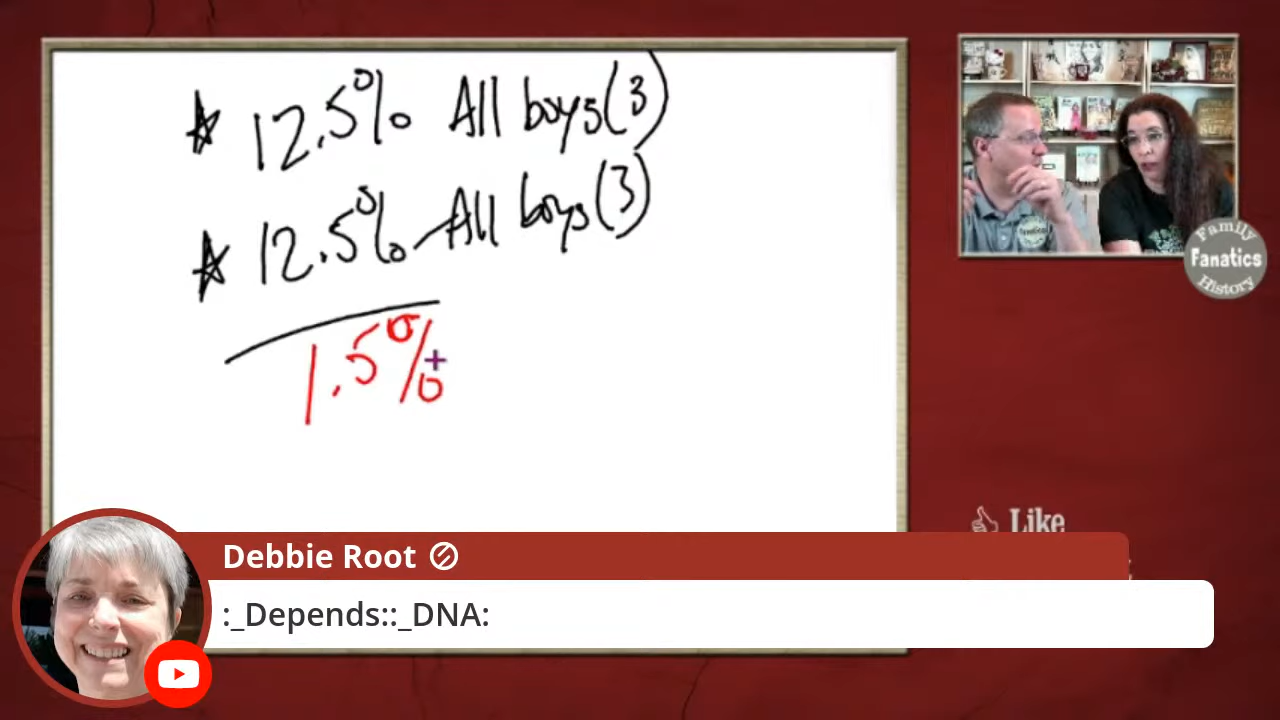 ☆ 12.5% All boys(3)
☆ 12.5% All boys(3)
1.5%
Family
Fanatics
History
Fanatics
Like
Debbie Root
:_Depends::_DNA: